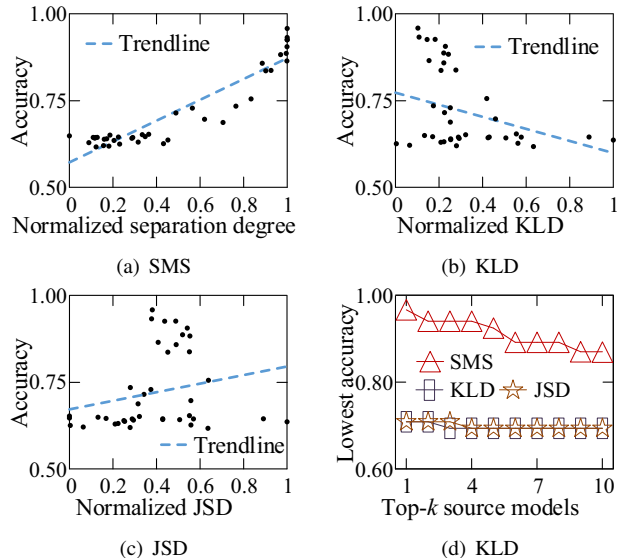 1.00
0.75
0.50
Accuracy
Trendline
0 0.2 0.4 0.6 0.8 1
Normalized separation degree
(a) SMS
1.00
0.75
0.50
Accuracy
Trendline
0 0.2 0.4 0.6 0.8 1
Normalized KLD
(b) KLD
1.00
0.75
0.50
Accuracy
Trendline
0 0.2 0.4 0.6 0.8 1
Normalized JSD
(c) JSD
1.00
0.80
0.60
Lowest accuracy
SMS
KLD JSD
1 4 7 10
Top-k source models
(d) KLD